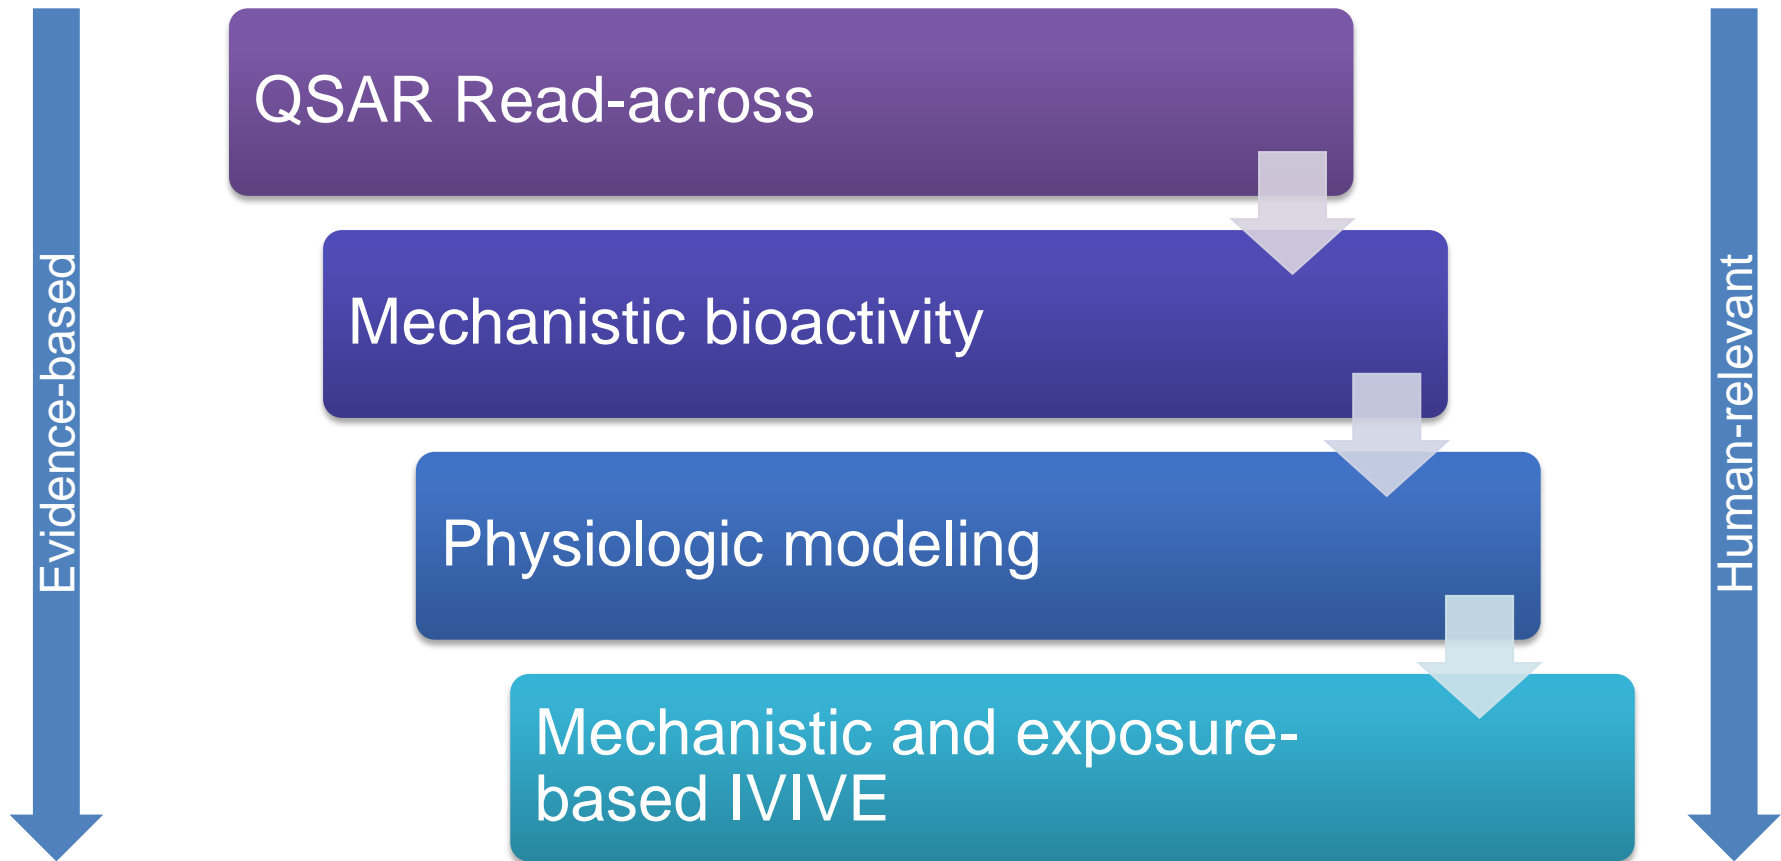 QSAR Read-across
Mechanistic bioactivity
Physiologic modeling
Mechanistic and exposure-
based IVIVE
Evidence-based
Human-relevant